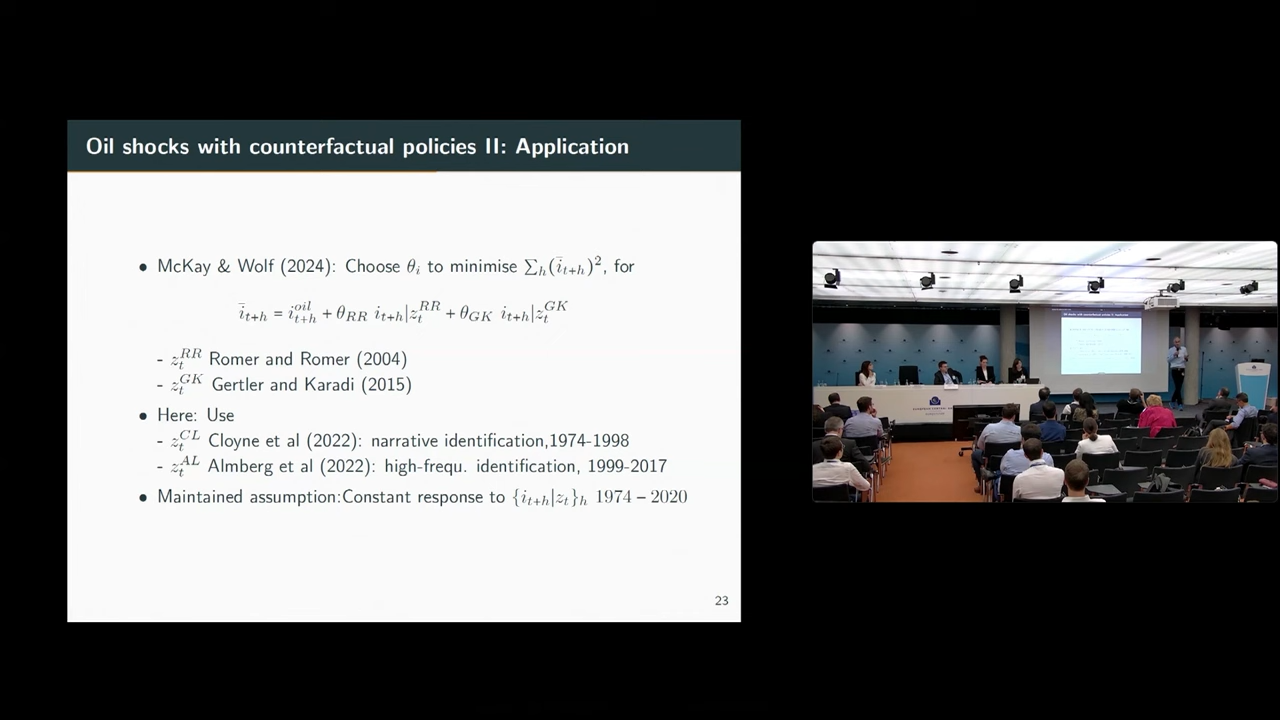 Oil shocks with counterfactual policies II: Application
• McKay & Wolf (2024): Choose θ_i to minimise ∑_h(ī_{t+h})², for
ī_{t+h} = i^{oil}_{t+h} + θ_{RR} i_{t+h}|z^{RR}_t + θ_{GK} i_{t+h}|z^{GK}_t
- z^{RR}_t Romer and Romer (2004)
- z^{GK}_t Gertler and Karadi (2015)
• Here: Use
- z^{CL}_t Cloyne et al (2022): narrative identification,1974-1998
- z^{AL}_t Almberg et al (2022): high-frequ. identification, 1999-2017
• Maintained assumption:Constant response to {i_{t+h}|z_t}_h 1974 – 2020
23